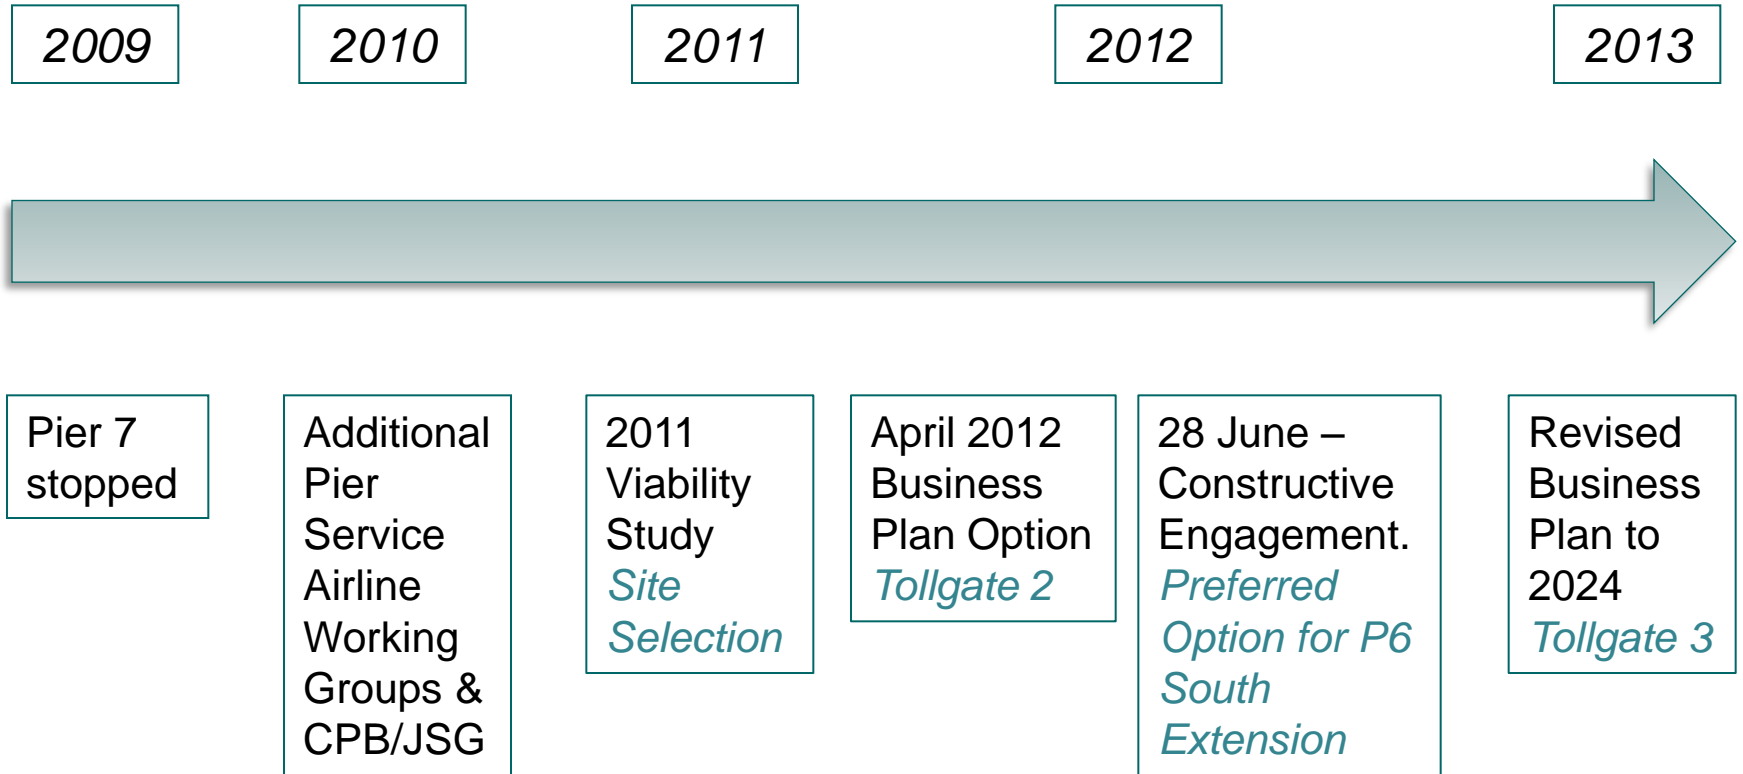 2009
2010
2011
2012
2013
Pier 7
stopped
Additional
Pier
Service
Airline
Working
Groups &
CPB/JSG
2011
Viability
Study
Site
Selection
April 2012
Business
Plan Option
Tollgate 2
28 June –
Constructive
Engagement.
Preferred
Option for P6
South
Extension
Revised
Business
Plan to
2024
Tollgate 3